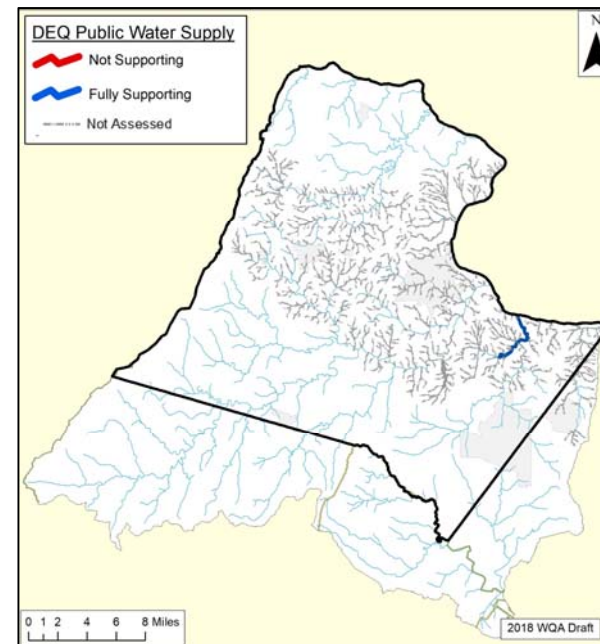 DEQ Public Water Supply
Not Supporting
Fully Supporting
Not Assessed
N
0 1 2 4 6 8 Miles
2018 WQA Draft